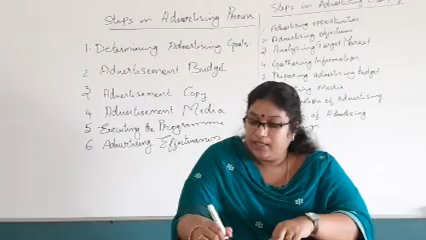 Steps in Advertising Process
1. Determining Advertising Goals.
2 Advertisement Budget
3 Advertisement Copy
4 Advertisement Media
5 Executing the Programme
6 Advertising Effectiveness
Steps in Advertising
1 Advertising opportunities
2 Advertising objectives
3 Analysing Target Market
4 Gathering Information
5 Preparing advertising budget
Media
of advertising
of